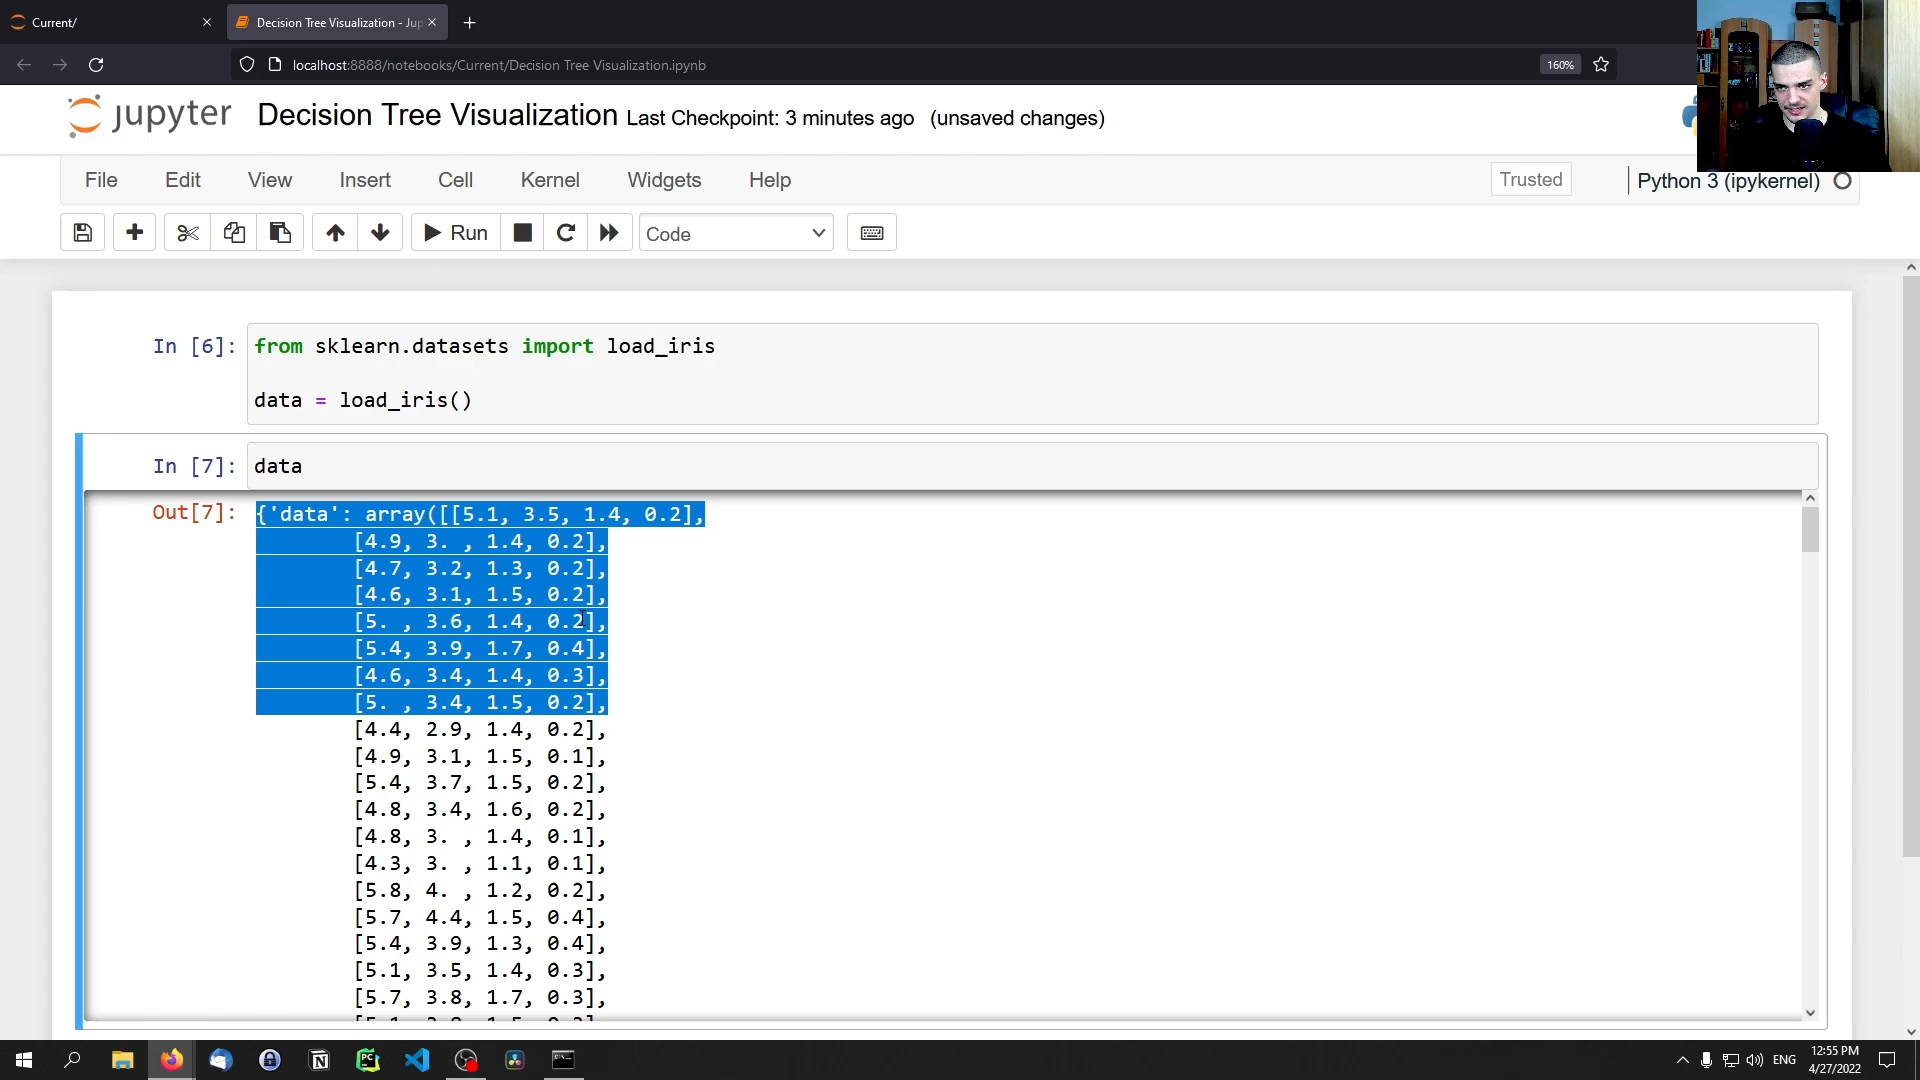 Current/
Decision Tree Visualization - Jup
localhost:8888/notebooks/Current/Decision Tree Visualization.ipynb
160%
jupyter Decision Tree Visualization Last Checkpoint: 3 minutes ago (unsaved changes)
File Edit View Insert Cell Kernel Widgets Help Trusted Python 3 (ipykernel)
Run Code
In [6]: from sklearn.datasets import load_iris
data = load_iris()
In [7]: data
Out[7]: {'data': array([[5.1, 3.5, 1.4, 0.2],
[4.9, 3. , 1.4, 0.2],
[4.7, 3.2, 1.3, 0.2],
[4.6, 3.1, 1.5, 0.2],
[5. , 3.6, 1.4, 0.2],
[5.4, 3.9, 1.7, 0.4],
[4.6, 3.4, 1.4, 0.3],
[5. , 3.4, 1.5, 0.2],
[4.4, 2.9, 1.4, 0.2],
[4.9, 3.1, 1.5, 0.1],
[5.4, 3.7, 1.5, 0.2],
[4.8, 3.4, 1.6, 0.2],
[4.8, 3. , 1.4, 0.1],
[4.3, 3. , 1.1, 0.1],
[5.8, 4. , 1.2, 0.2],
[5.7, 4.4, 1.5, 0.4],
[5.4, 3.9, 1.3, 0.4],
[5.1, 3.5, 1.4, 0.3],
[5.7, 3.8, 1.7, 0.3],
ENG
12:55 PM
4/27/2022